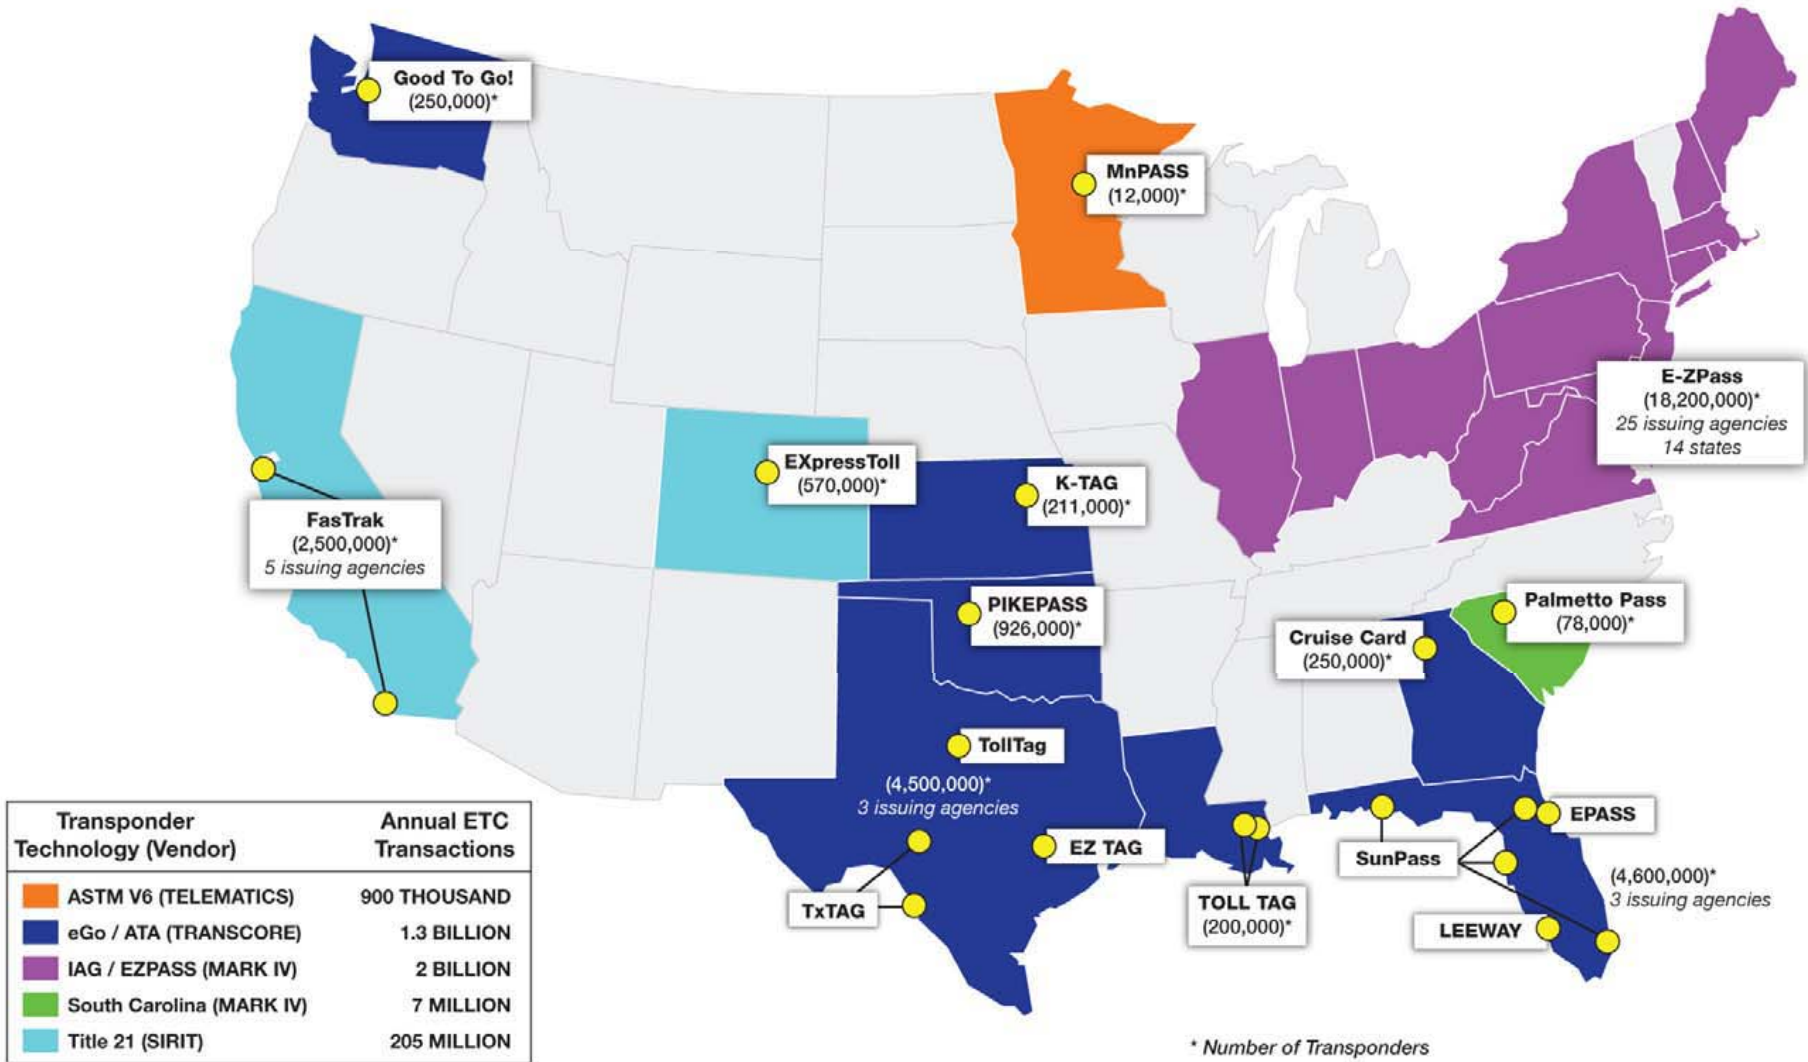 Good To Go!
(250,000)*
MnPASS
(12,000)*
E-ZPass
(18,200,000)*
25 issuing agencies
14 states
EXpressToll
(570,000)*
K-TAG
(211,000)*
FasTrak
(2,500,000)*
5 issuing agencies
PIKEPASS
(926,000)*
Cruise Card
(250,000)*
Palmetto Pass
(78,000)*
TollTag
(4,500,000)*
3 issuing agencies
EZ TAG
TxTAG
TOLL TAG
(200,000)*
SunPass
EPASS
(4,600,000)*
3 issuing agencies
LEEWAY
Transponder Technology (Vendor) Annual ETC Transactions
ASTM V6 (TELEMATICS) 900 THOUSAND
eGo / ATA (TRANSCORE) 1.3 BILLION
IAG / EZPASS (MARK IV) 2 BILLION
South Carolina (MARK IV) 7 MILLION
Title 21 (SIRIT) 205 MILLION
* Number of Transponders